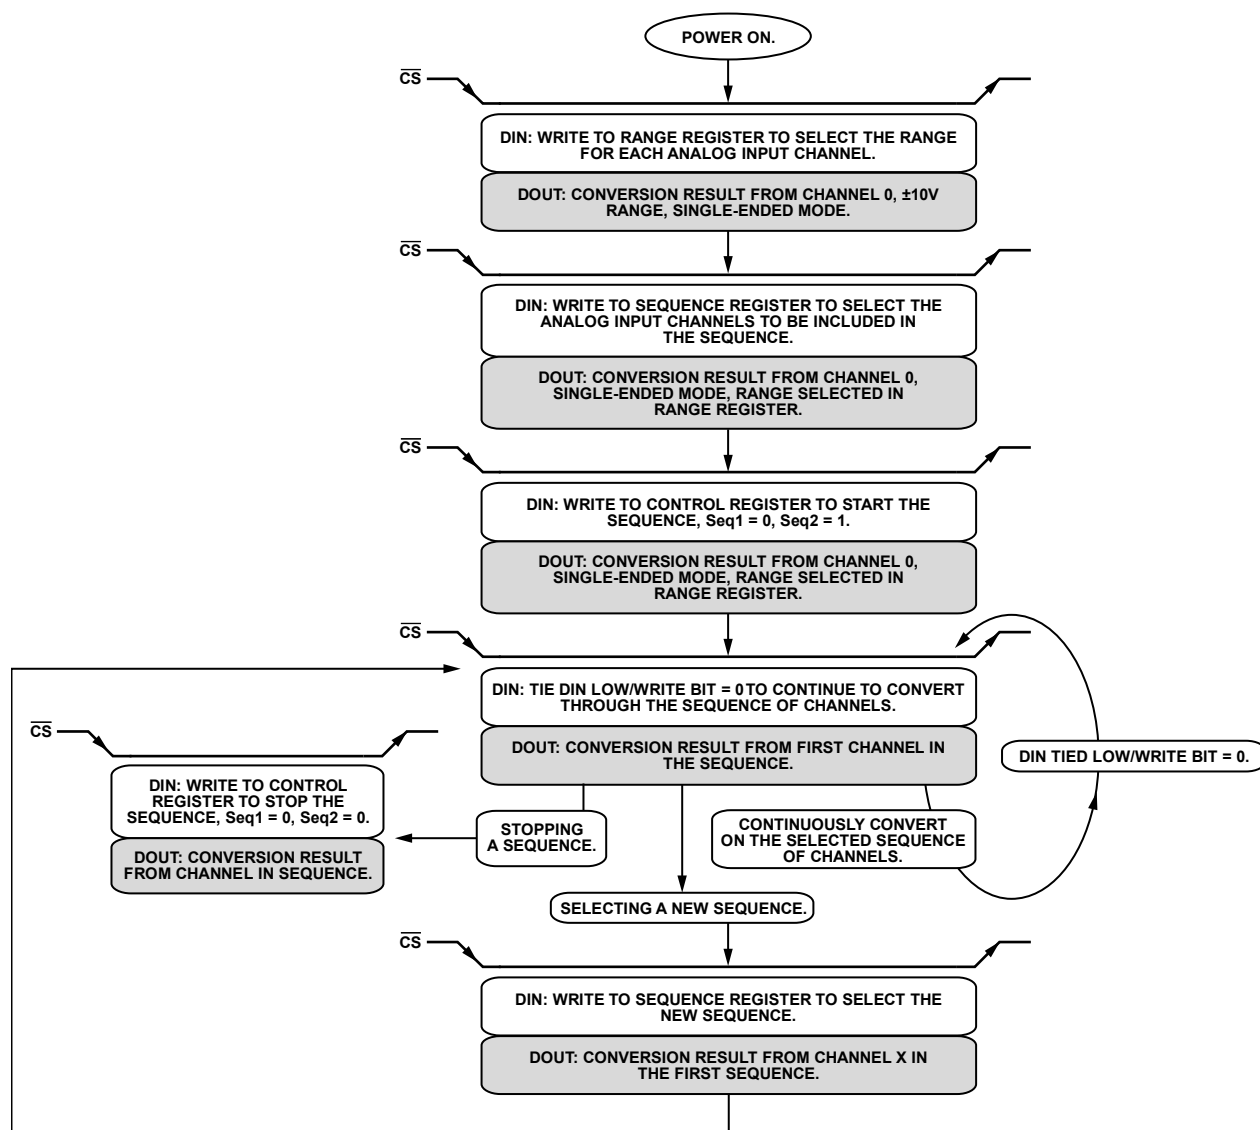 POWER ON.
CS
DIN: WRITE TO RANGE REGISTER TO SELECT THE RANGE
FOR EACH ANALOG INPUT CHANNEL.
DOUT: CONVERSION RESULT FROM CHANNEL 0, ±10V
RANGE, SINGLE-ENDED MODE.
CS
DIN: WRITE TO SEQUENCE REGISTER TO SELECT THE
ANALOG INPUT CHANNELS TO BE INCLUDED IN
THE SEQUENCE.
DOUT: CONVERSION RESULT FROM CHANNEL 0,
SINGLE-ENDED MODE, RANGE SELECTED IN
RANGE REGISTER.
CS
DIN: WRITE TO CONTROL REGISTER TO START THE
SEQUENCE, Seq1 = 0, Seq2 = 1.
DOUT: CONVERSION RESULT FROM CHANNEL 0,
SINGLE-ENDED MODE, RANGE SELECTED IN
RANGE REGISTER.
CS
DIN: TIE DIN LOW/WRITE BIT = 0 TO CONTINUE TO CONVERT
THROUGH THE SEQUENCE OF CHANNELS.
DOUT: CONVERSION RESULT FROM FIRST CHANNEL IN
THE SEQUENCE.
DIN TIED LOW/WRITE BIT = 0.
CS
DIN: WRITE TO CONTROL
REGISTER TO STOP THE
SEQUENCE, Seq1 = 0, Seq2 = 0.
DOUT: CONVERSION RESULT
FROM CHANNEL IN SEQUENCE.
STOPPING
A SEQUENCE.
CONTINUOUSLY CONVERT
ON THE SELECTED SEQUENCE
OF CHANNELS.
SELECTING A NEW SEQUENCE.
CS
DIN: WRITE TO SEQUENCE REGISTER TO SELECT THE
NEW SEQUENCE.
DOUT: CONVERSION RESULT FROM CHANNEL X IN
THE FIRST SEQUENCE.